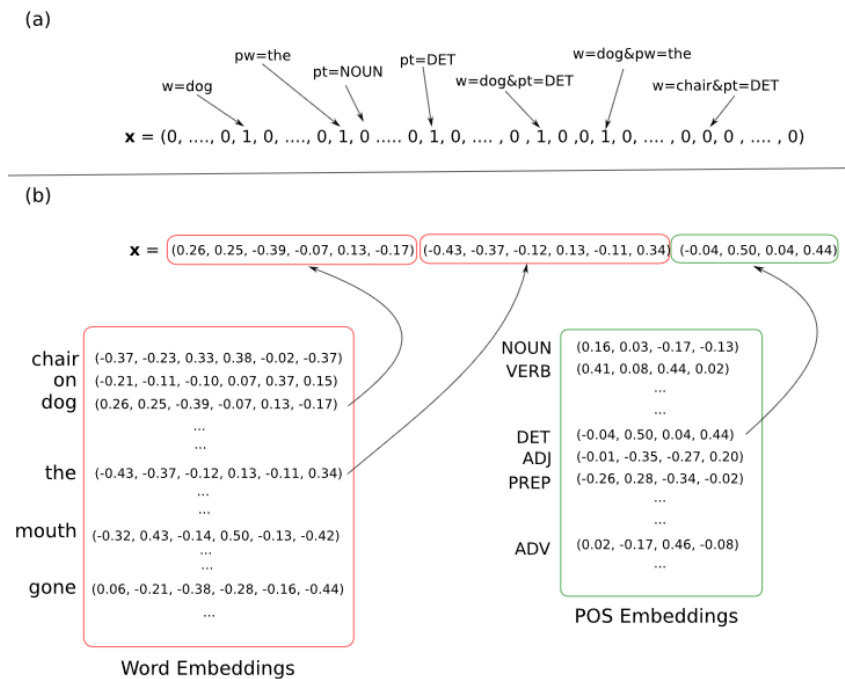 (a)
pw=the
w=dog
pt=NOUN
pt=DET
w=dog&pt=DET
w=dog&pw=the
w=chair&pt=DET
x = (0, ...., 0, 1, 0, ...., 0, 1, 0 ..... 0, 1, 0, .... , 0 , 1, 0 ,0, 1, 0, .... , 0, 0, 0 , .... , 0)
(b)
x = (0.26, 0.25, -0.39, -0.07, 0.13, -0.17) (-0.43, -0.37, -0.12, 0.13, -0.11, 0.34) (-0.04, 0.50, 0.04, 0.44)
chair (-0.37, -0.23, 0.33, 0.38, -0.02, -0.37)
on (-0.21, -0.11, -0.10, 0.07, 0.37, 0.15)
dog (0.26, 0.25, -0.39, -0.07, 0.13, -0.17)
...
...
the (-0.43, -0.37, -0.12, 0.13, -0.11, 0.34)
...
...
mouth (-0.32, 0.43, -0.14, 0.50, -0.13, -0.42)
...
...
gone (0.06, -0.21, -0.38, -0.28, -0.16, -0.44)
...
Word Embeddings
NOUN (0.16, 0.03, -0.17, -0.13)
VERB (0.41, 0.08, 0.44, 0.02)
...
...
DET (-0.04, 0.50, 0.04, 0.44)
ADJ (-0.01, -0.35, -0.27, 0.20)
PREP (-0.26, 0.28, -0.34, -0.02)
...
...
ADV (0.02, -0.17, 0.46, -0.08)
...
POS Embeddings